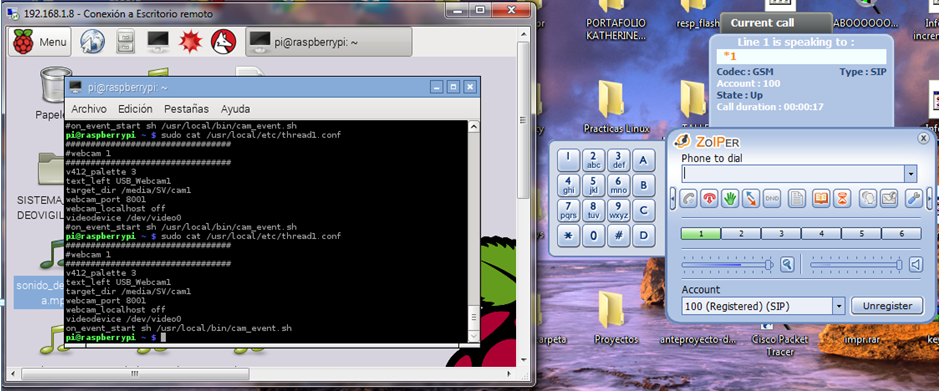 192.168.1.8 - Conexión a Escritorio remoto
Menu
pi@raspberrypi: ~
Papele
SISTEMA
DEOVIGIL
sonido_de
a.mp
pi@raspberrypi: ~
Archivo Edición Pestañas Ayuda
#on_event_start sh /usr/local/bin/cam_event.sh
pi@raspberrypi ~ $ sudo cat /usr/local/etc/thread1.conf
#################################
#webcam 1
#################################
v4l2_palette 3
text_left USB_Webcam1
target_dir /media/SV/cam1
webcam_port 8001
webcam_localhost off
videodevice /dev/video0
#on_event_start sh /usr/local/bin/cam_event.sh
pi@raspberrypi ~ $ sudo cat /usr/local/etc/thread1.conf
#################################
#webcam 1
#################################
v4l2_palette 3
text_left USB_Webcam1
target_dir /media/SV/cam1
webcam_port 8001
webcam_localhost off
videodevice /dev/video0
on_event_start sh /usr/local/bin/cam_event.sh
pi@raspberrypi ~ $
PORTAFOLIO
KATHERINE ...
resp_flash
ABOOOOOO...
Inf
increm
Practicas Linux
TALLE
Current call
Line 1 is speaking to :
*1
Codec : GSM Type : SIP
Account : 100
State : Up
Call duration : 00:00:17
1 2 abc 3 def A
4 ghi 5 jkl 6 mno B
7 pqrs 8 tuv 9 wxyz C
* 0 # D
ZoIPer
Phone to dial
DND
1 2 3 4 5 6
Account
100 (Registered) (SIP)
Unregister
carpeta
Proyectos
anteproyecto-d...
Cisco Packet
Tracer
impr.rar